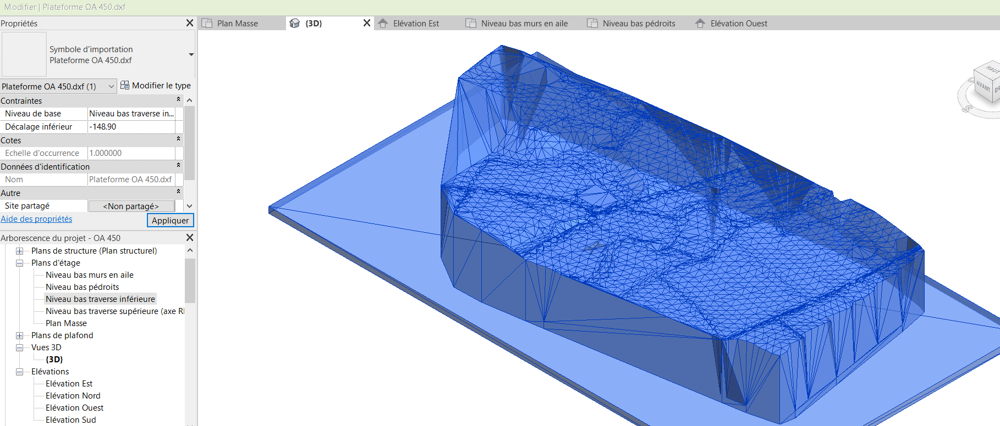 Modifier | Plateforme OA 450.dxf
Propriétés
Symbole d'importation
Plateforme OA 450.dxf
Plateforme OA 450.dxf (1)
Modifier le type
Contraintes
Niveau de base Niveau bas traverse in...
Décalage inférieur -148.90
Cotes
Echelle d'occurrence 1.000000
Données d'identification
Nom Plateforme OA 450.dxf
Autre
Site partagé <Non partagé>
Aide des propriétés
Appliquer
Arborescence du projet - OA 450
Plans de structure (Plan structurel)
Plans d'étage
Niveau bas murs en aile
Niveau bas pédroits
Niveau bas traverse inférieure
Niveau bas traverse supérieure (axe RI
Plan Masse
Plans de plafond
Vues 3D
{3D}
Elévations
Elévation Est
Elévation Nord
Elévation Ouest
Elévation Sud
Plan Masse
{3D}
Elévation Est
Niveau bas murs en aile
Niveau bas pédroits
Elévation Ouest
HAUT
AVANT
DR
S